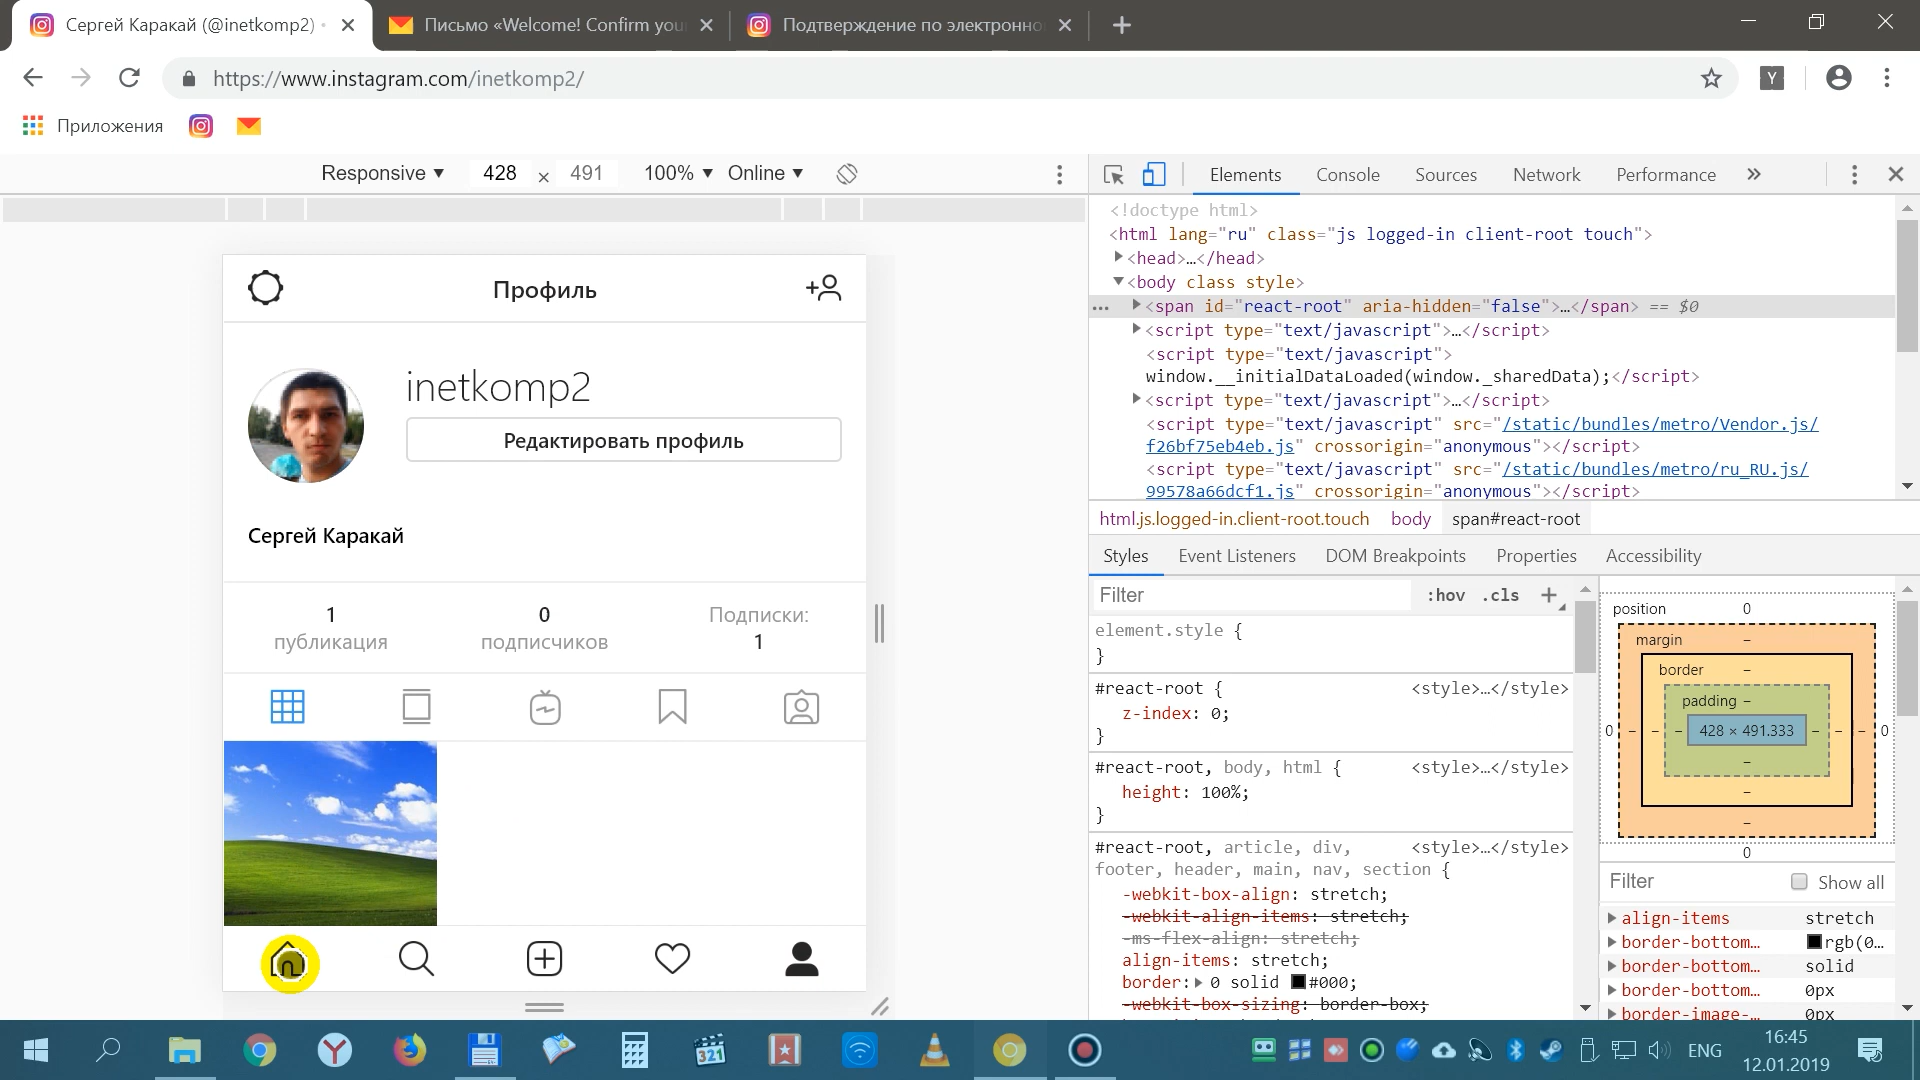 Сергей Каракай (@inetkomp2) •
Письмо «Welcome! Confirm you
Подтверждение по электронно
https://www.instagram.com/inetkomp2/
Y
Приложения
Responsive ▼ 428 × 491 100% ▼ Online ▼
Профиль
inetkomp2
Редактировать профиль
Сергей Каракай
1
публикация
0
подписчиков
Подписки:
1
Elements Console Sources Network Performance »
<!doctype html>
<html lang="ru" class="js logged-in client-root touch">
<head>…</head>
<body class style>
<span id="react-root" aria-hidden="false">…</span> == $0
<script type="text/javascript">…</script>
<script type="text/javascript">
window.__initialDataLoaded(window._sharedData);</script>
<script type="text/javascript">…</script>
<script type="text/javascript" src="/static/bundles/metro/Vendor.js/
f26bf75eb4eb.js" crossorigin="anonymous"></script>
<script type="text/javascript" src="/static/bundles/metro/ru_RU.js/
99578a66dcf1.js" crossorigin="anonymous"></script>
html.js.logged-in.client-root.touch body span#react-root
Styles Event Listeners DOM Breakpoints Properties Accessibility
Filter :hov .cls +
element.style {
}
#react-root { <style>…</style>
z-index: 0;
}
#react-root, body, html { <style>…</style>
height: 100%;
}
#react-root, article, div, <style>…</style>
footer, header, main, nav, section {
-webkit-box-align: stretch;
-webkit-align-items: stretch;
-ms-flex-align: stretch;
align-items: stretch;
border: 0 solid #000;
-webkit-box-sizing: border-box;
position 0
margin –
border –
padding –
0 – – – 428 × 491.333 – – – 0
–
–
–
0
Filter Show all
align-items stretch
border-bottom… rgb(0…
border-bottom… solid
border-bottom… 0px
border-image-… 0px
321
ENG
16:45
12.01.2019